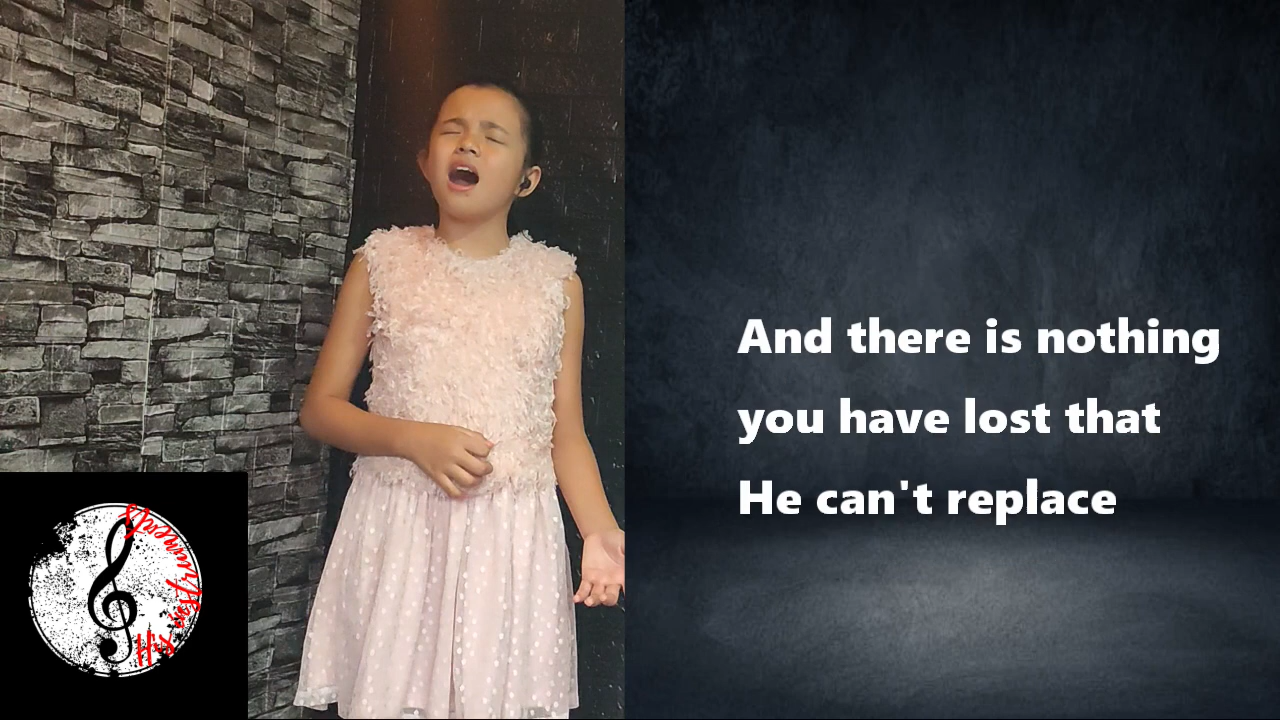 And there is nothing
you have lost that
He can't replace